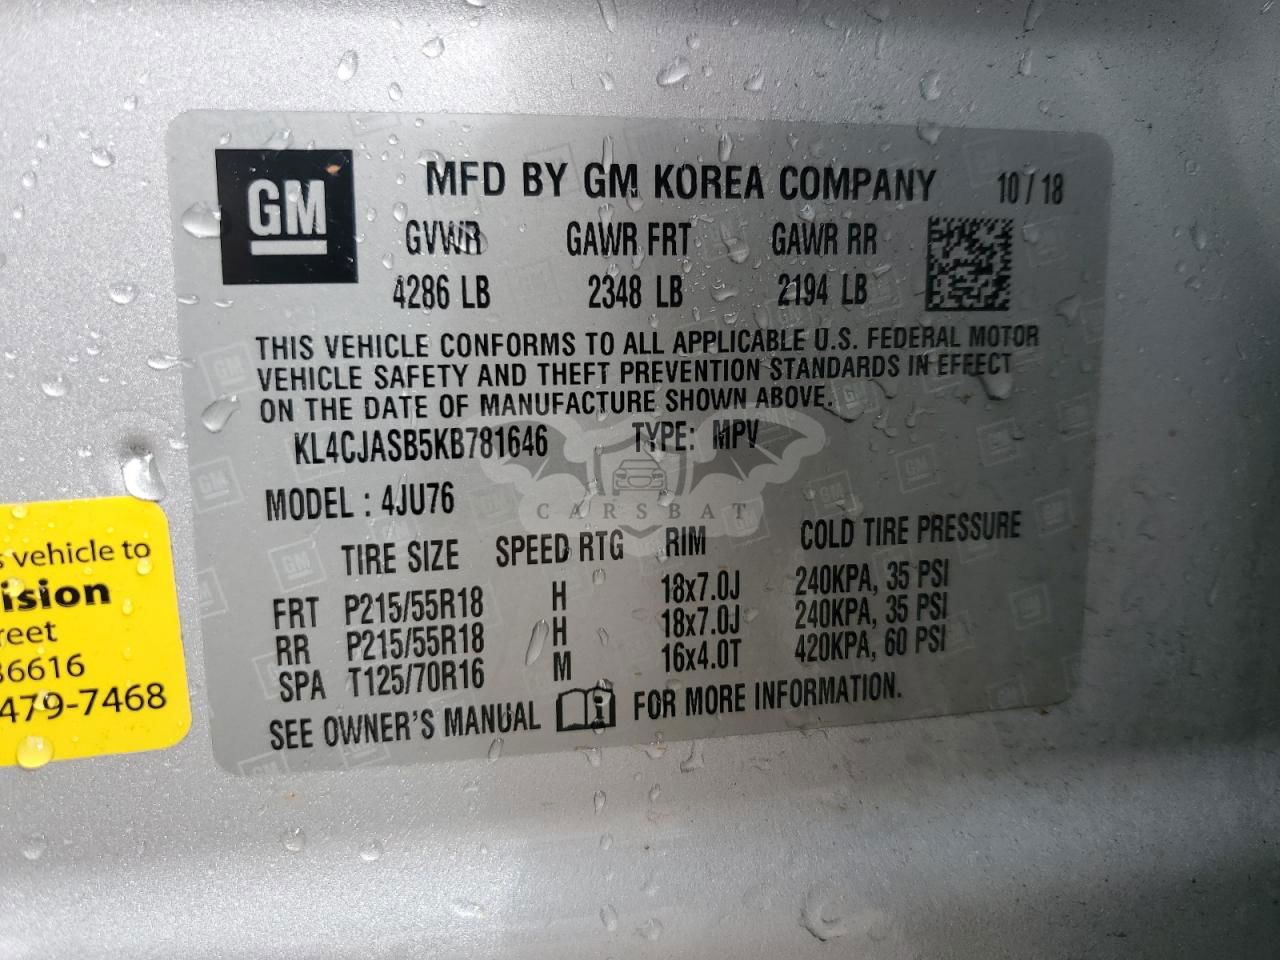 GM
MFD BY GM KOREA COMPANY 10 / 18
GVWR GAWR FRT GAWR RR
4286 LB 2348 LB 2194 LB
THIS VEHICLE CONFORMS TO ALL APPLICABLE U.S. FEDERAL MOTOR
VEHICLE SAFETY AND THEFT PREVENTION STANDARDS IN EFFECT
ON THE DATE OF MANUFACTURE SHOWN ABOVE.
KL4CJASB5KB781646 TYPE: MPV
MODEL : 4JU76
CARSBAT
TIRE SIZE SPEED RTG RIM COLD TIRE PRESSURE
FRT P215/55R18 H 18x7.0J 240KPA, 35 PSI
RR P215/55R18 H 18x7.0J 240KPA, 35 PSI
SPA T125/70R16 M 16x4.0T 420KPA, 60 PSI
SEE OWNER'S MANUAL FOR MORE INFORMATION.
s vehicle to
ision
reet
36616
479-7468